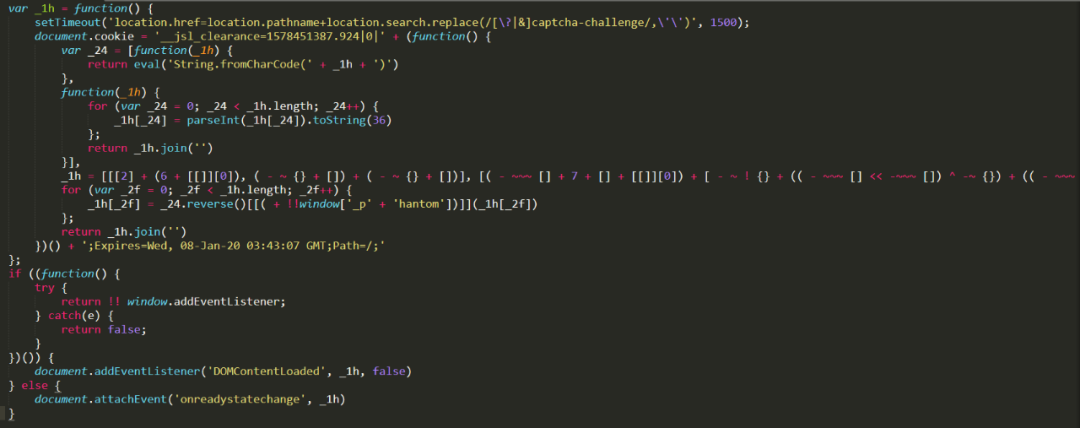 var _1h = function() {
    setTimeout('location.href=location.pathname+location.search.replace(/[\?|&]captcha-challenge/,\'\')', 1500);
    document.cookie = '__jsl_clearance=1578451387.924|0|' + (function() {
        var _24 = [function(_1h) {
            return eval('String.fromCharCode(' + _1h + ')')
        },
        function(_1h) {
            for (var _24 = 0; _24 < _1h.length; _24++) {
                _1h[_24] = parseInt(_1h[_24]).toString(36)
            };
            return _1h.join('')
        }],
        _1h = [[[2] + (6 + [[]][0]), ( - ~ {} + []) + ( - ~ {} + [])], [( - ~~~ [] + 7 + [] + [[]][0]) + [ - ~ ! {} + (( - ~~~ [] << -~~~ []) ^ -~ {}) + (( - ~~~
        for (var _2f = 0; _2f < _1h.length; _2f++) {
            _1h[_2f] = _24.reverse()[[( + !!window['_p' + 'hantom'])]](_1h[_2f])
        };
        return _1h.join('')
    })() + ';Expires=Wed, 08-Jan-20 03:43:07 GMT;Path=/;'
};
if ((function() {
    try {
        return !! window.addEventListener;
    } catch(e) {
        return false;
    }
})()) {
    document.addEventListener('DOMContentLoaded', _1h, false)
} else {
    document.attachEvent('onreadystatechange', _1h)
}